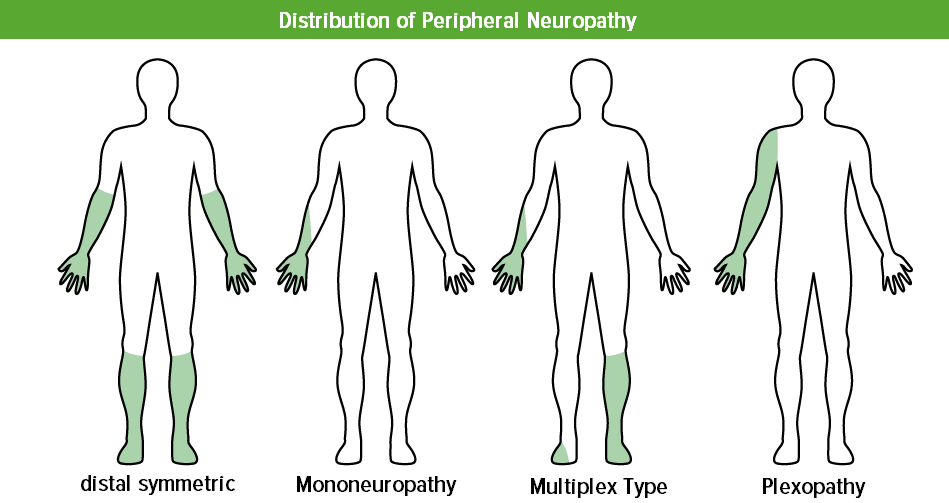 Distribution of Peripheral Neuropathy
distal symmetric
Mononeuropathy
Multiplex Type
Plexopathy